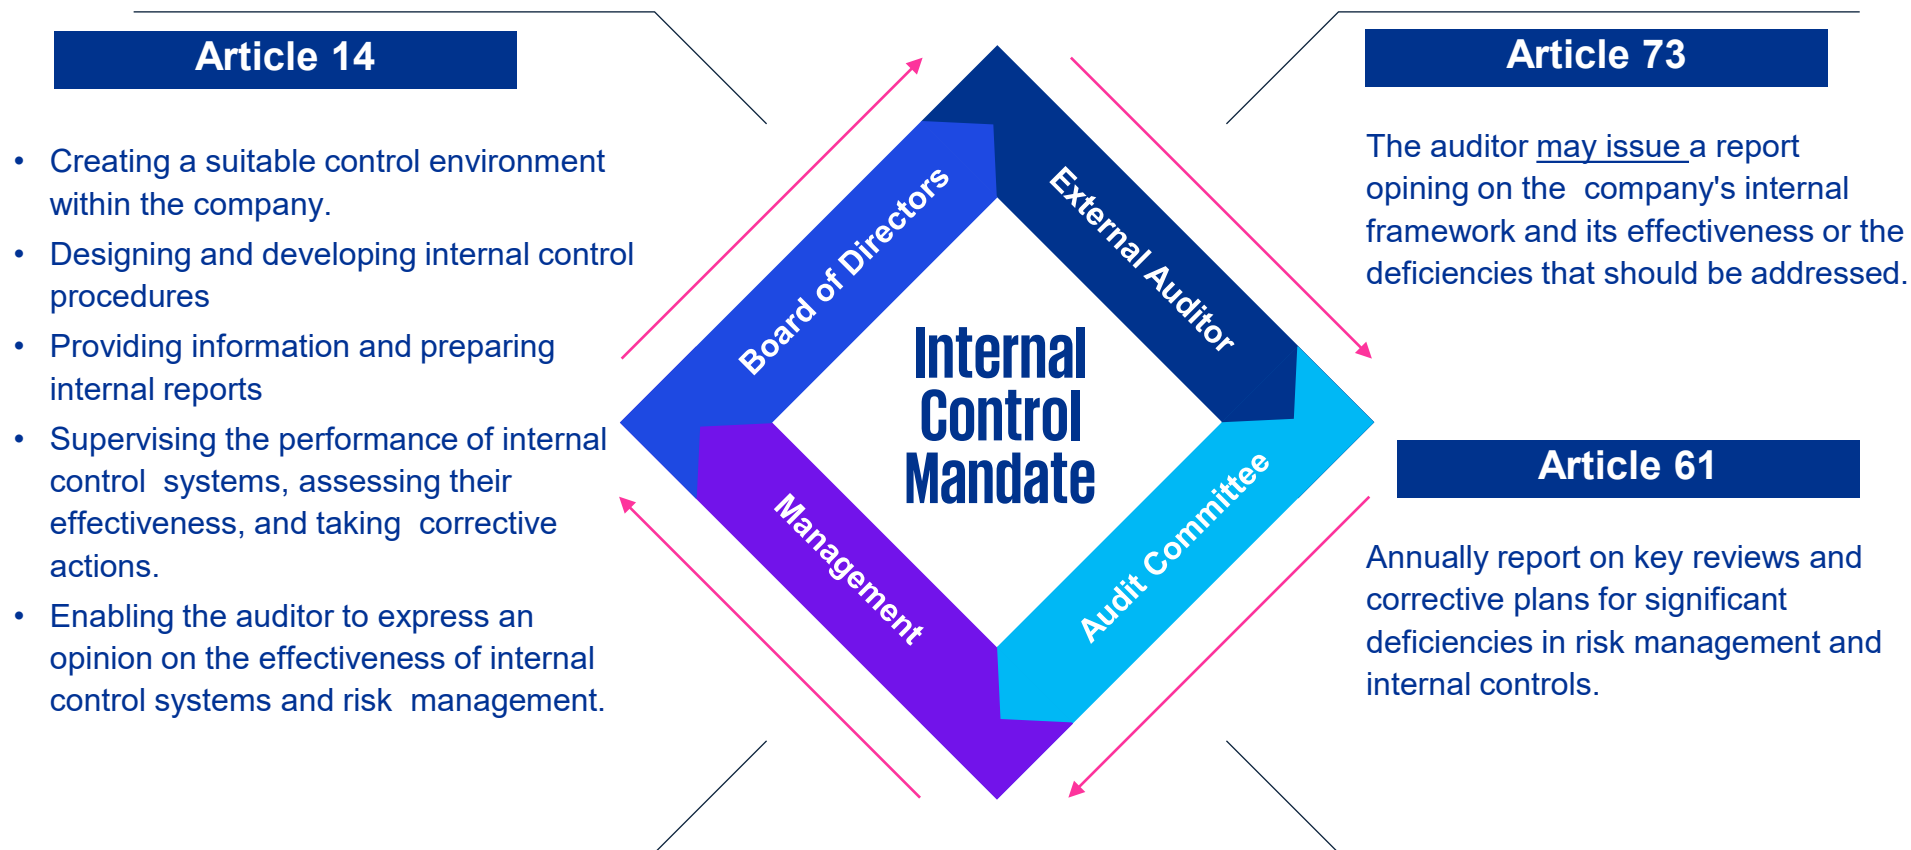 Article 14
• Creating a suitable control environment
within the company.
• Designing and developing internal control
procedures
• Providing information and preparing
internal reports
• Supervising the performance of internal
control  systems, assessing their
effectiveness, and taking  corrective
actions.
• Enabling the auditor to express an
opinion on the effectiveness of internal
control systems and risk  management.
Board of Directors
External Auditor
Internal
Control
Mandate
Management
Audit Committee
Article 73
The auditor may issue a report
opining on the  company's internal
framework and its effectiveness or the
deficiencies that should be addressed.
Article 61
Annually report on key reviews and
corrective plans for significant
deficiencies in risk management and
internal controls.